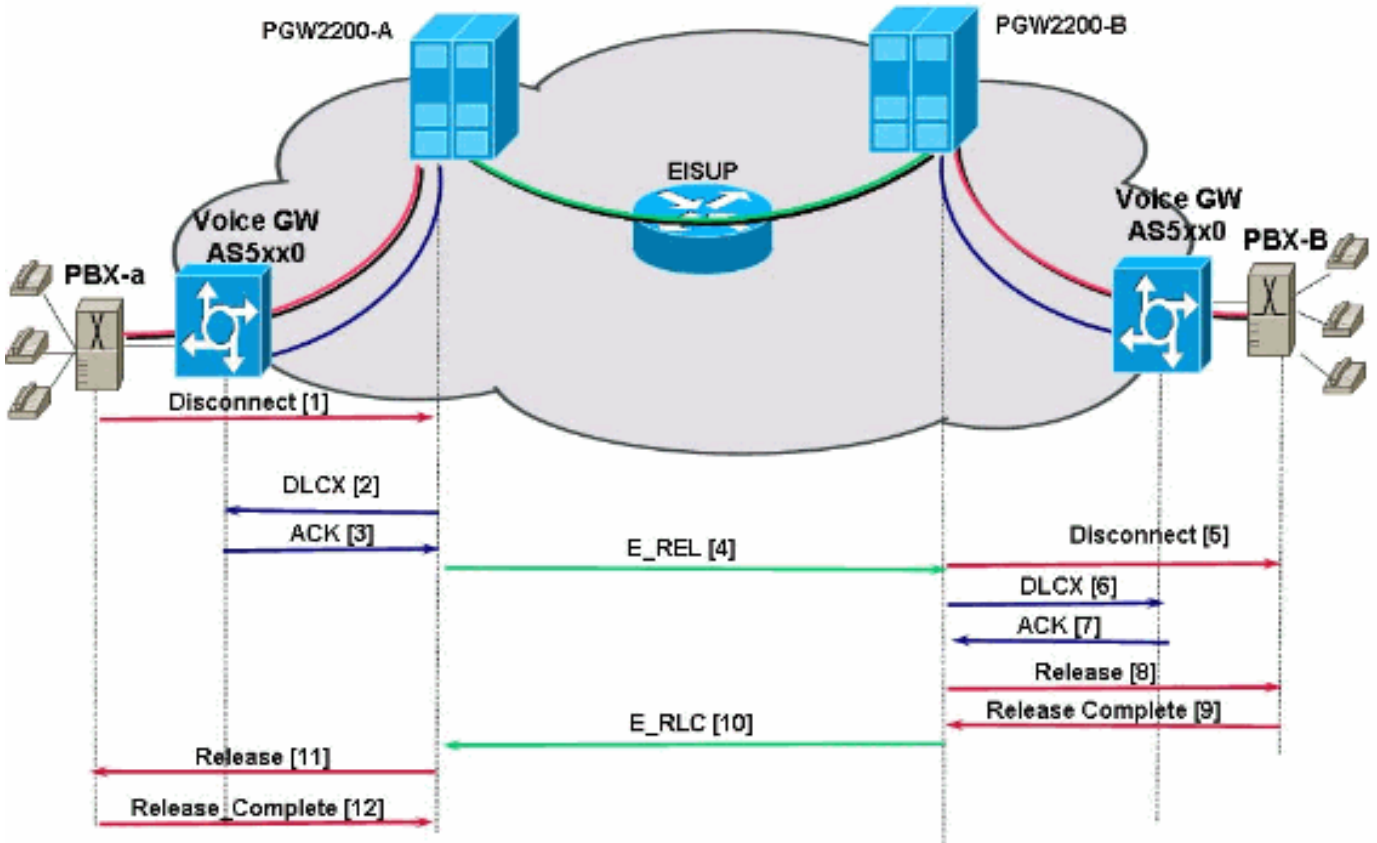 PGW2200-A
PGW2200-B
EISUP
Voice GW
AS5xx0
Voice GW
AS5xx0
PBX-a
PBX-B
Disconnect [1]
DLCX [2]
ACK [3]
E_REL [4]
Disconnect [5]
DLCX [6]
ACK [7]
Release [8]
Release Complete [9]
E_RLC [10]
Release [11]
Release_Complete [12]